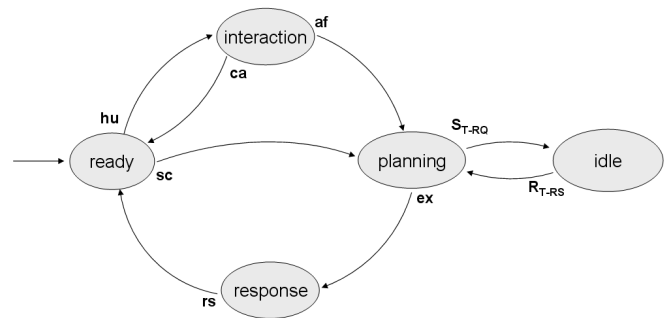 interaction
af
ca
hu
ready
sc
planning
S_T-RQ
idle
R_T-RS
ex
response
rs